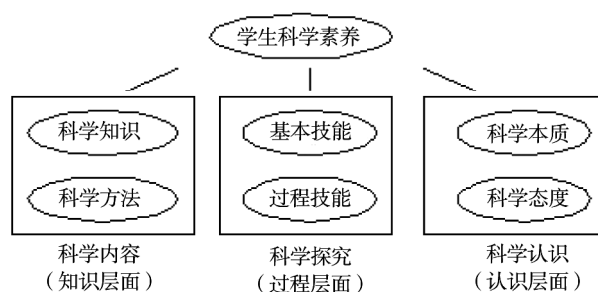 学生科学素养
科学知识
基本技能
科学本质
科学方法
过程技能
科学态度
科学内容
（知识层面）
科学探究
（过程层面）
科学认识
（认识层面）